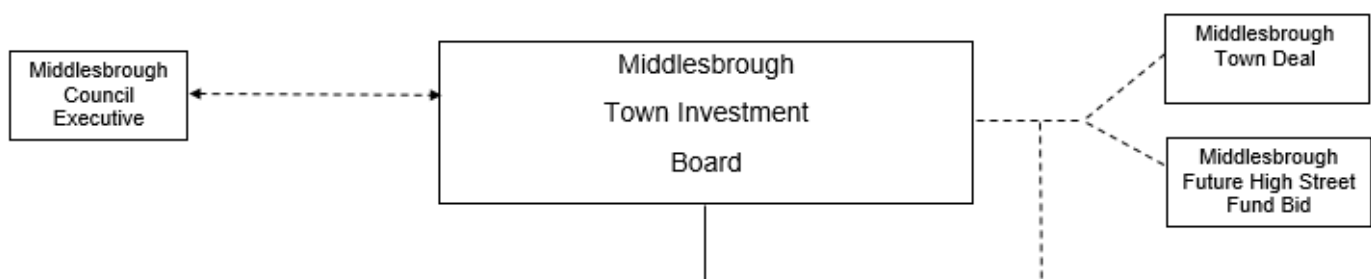 Middlesbrough
Council
Executive
Middlesbrough
Town Investment
Board
Middlesbrough
Town Deal
Middlesbrough
Future High Street
Fund Bid